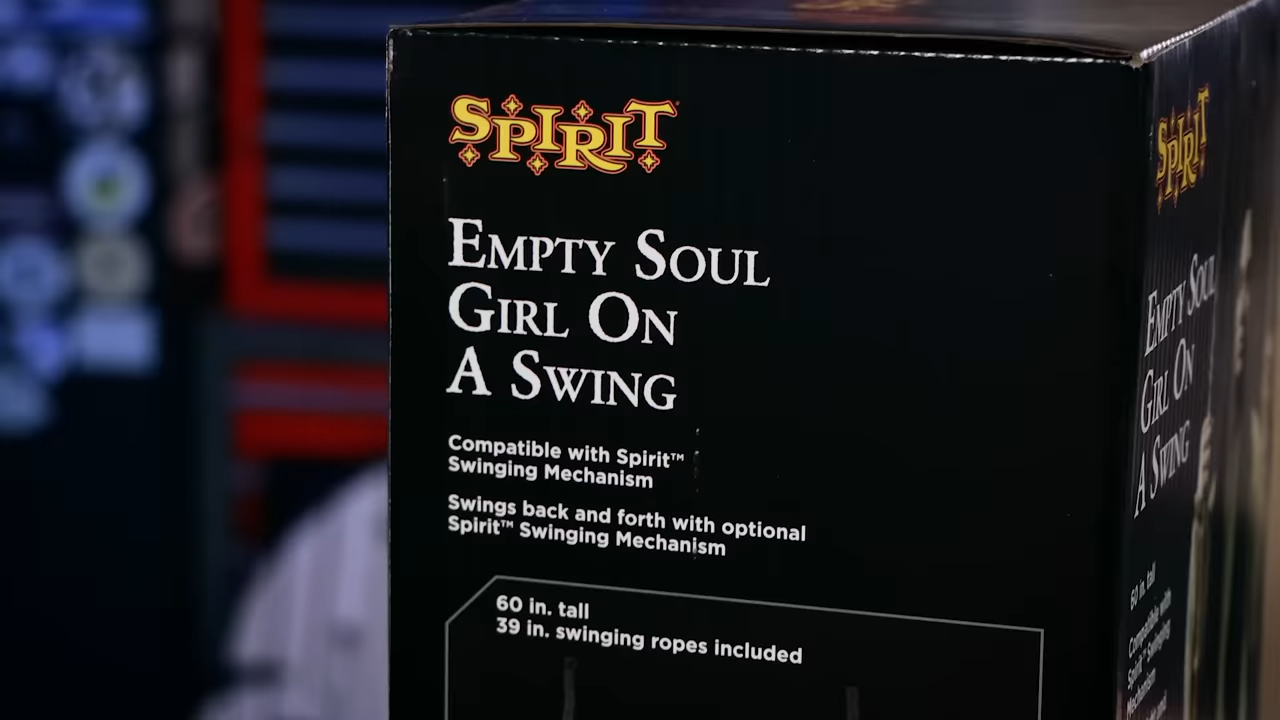 SPIRIT
EMPTY SOUL
GIRL ON
A SWING
Compatible with Spirit™
Swinging Mechanism
Swings back and forth with optional
Spirit™ Swinging Mechanism
60 in. tall
39 in. swinging ropes included
SPIRIT
EMPTY SOUL
GIRL ON
A SWING
60 in. tall
Compatible with
Spirit™ Swinging
Mechanism